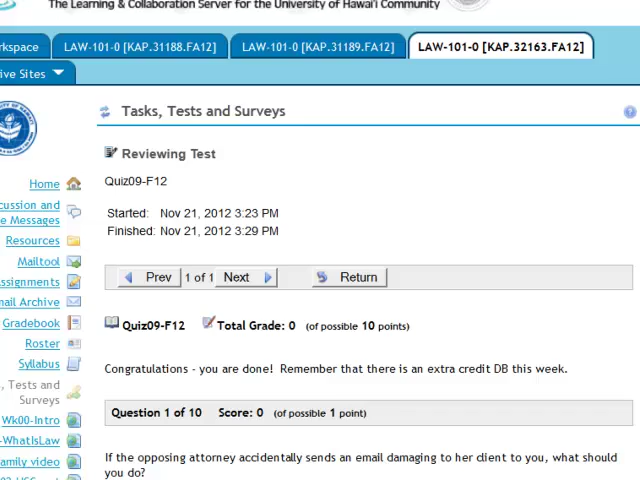 The Learning & Collaboration Server for the University of Hawai'i Community
rkspace
LAW-101-0 [KAP.31188.FA12]
LAW-101-0 [KAP.31189.FA12]
LAW-101-0 [KAP.32163.FA12]
ive Sites
Tasks, Tests and Surveys
Reviewing Test
Quiz09-F12
Started: Nov 21, 2012 3:23 PM
Finished: Nov 21, 2012 3:29 PM
Prev 1 of 1 Next Return
Quiz09-F12 Total Grade: 0 (of possible 10 points)
Congratulations - you are done! Remember that there is an extra credit DB this week.
Question 1 of 10 Score: 0 (of possible 1 point)
If the opposing attorney accidentally sends an email damaging to her client to you, what should
you do?
Home
cussion and
e Messages
Resources
Mailtool
ssignments
mail Archive
Gradebook
Roster
Syllabus
s, Tests and
Surveys
Wk00-Intro
-WhatIsLaw
amily video